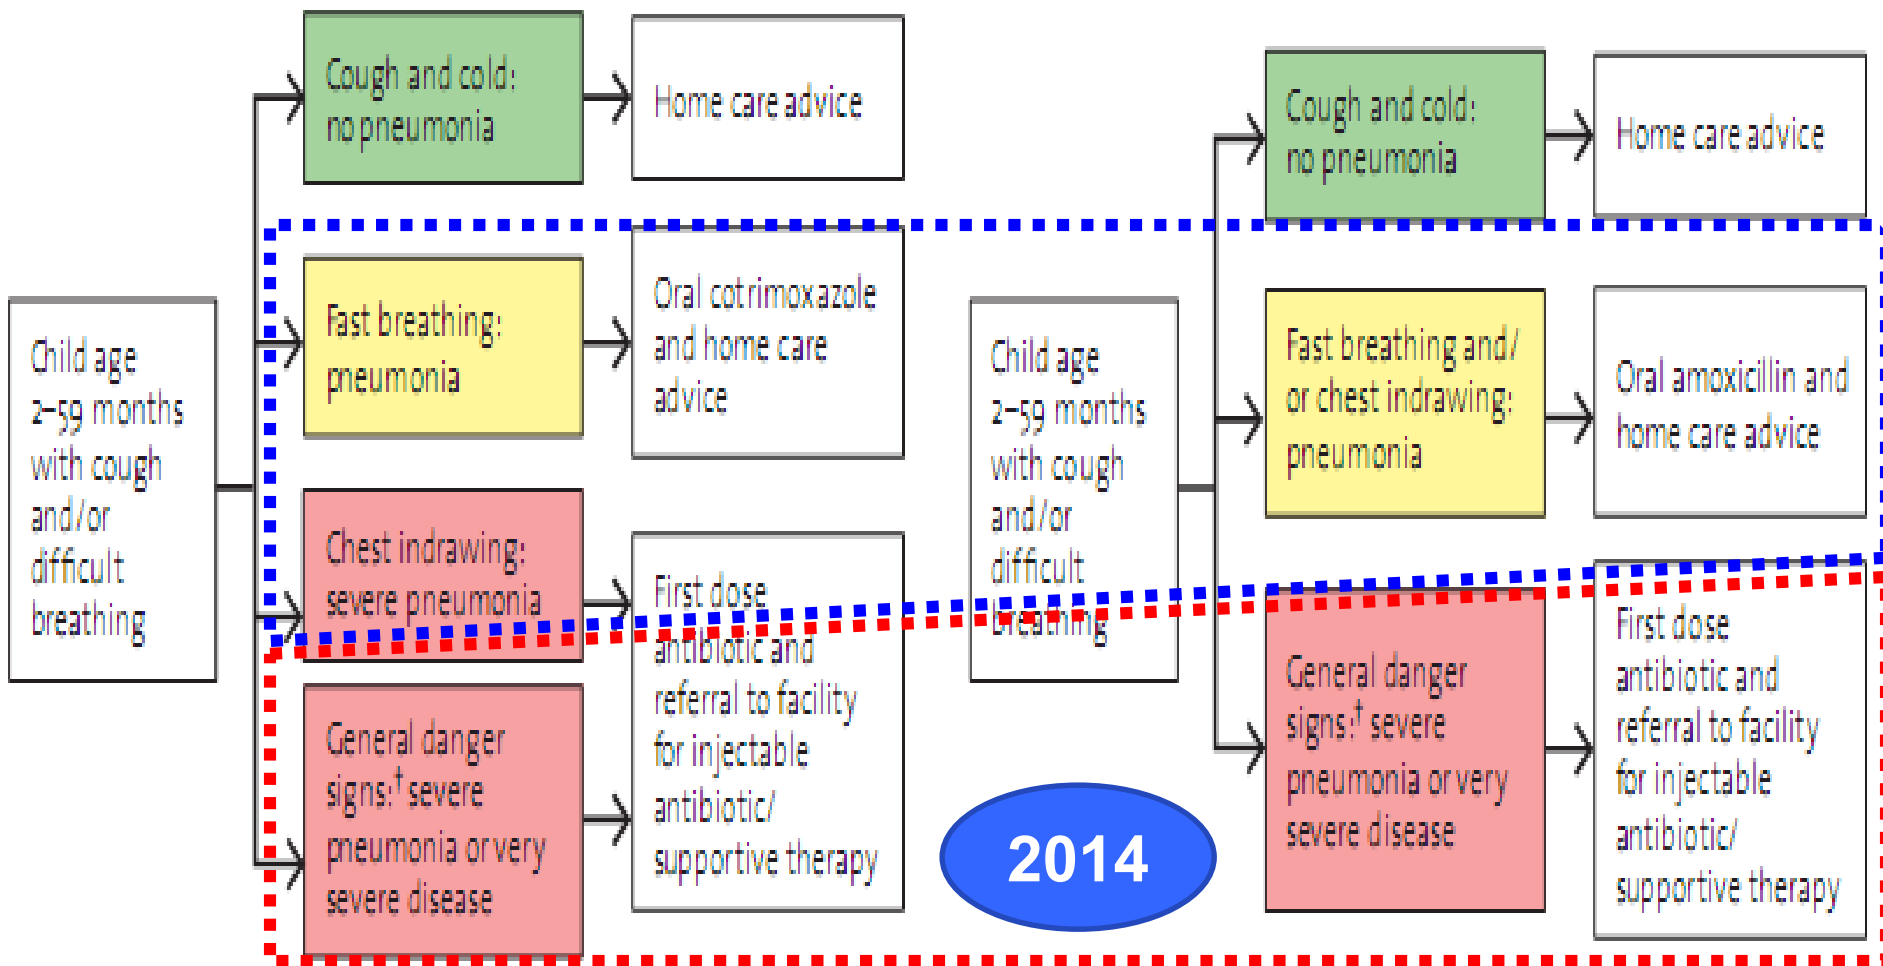 Child age
2–59 months
with cough
and/or
difficult
breathing
Cough and cold:
no pneumonia
Home care advice
Fast breathing:
pneumonia
Oral cotrimoxazole
and home care
advice
Chest indrawing:
severe pneumonia
General danger
signs:† severe
pneumonia or very
severe disease
First dose
antibiotic and
referral to facility
for injectable
antibiotic/
supportive therapy
Child age
2–59 months
with cough
and/or
difficult
breathing
Cough and cold:
no pneumonia
Home care advice
Fast breathing and/
or chest indrawing:
pneumonia
Oral amoxicillin and
home care advice
General danger
signs:† severe
pneumonia or very
severe disease
First dose
antibiotic and
referral to facility
for injectable
antibiotic/
supportive therapy
2014